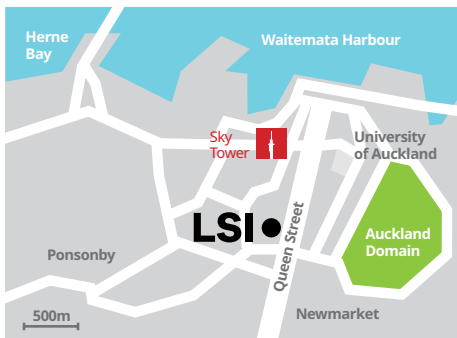 Herne
Bay
Waitemata Harbour
Sky
Tower
University
of Auckland
LSI
Queen Street
Auckland
Domain
Ponsonby
Newmarket
500m